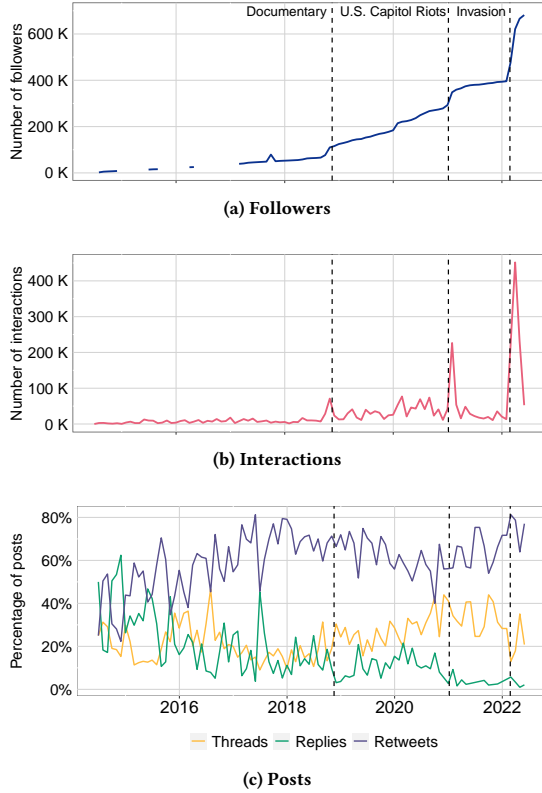 Documentary U.S. Capitol Riots Invasion
Number of followers
600 K
400 K
200 K
0 K
(a) Followers
Number of interactions
400 K
300 K
200 K
100 K
0 K
(b) Interactions
Percentage of posts
80%
60%
40%
20%
0%
2016 2018 2020 2022
Threads Replies Retweets
(c) Posts